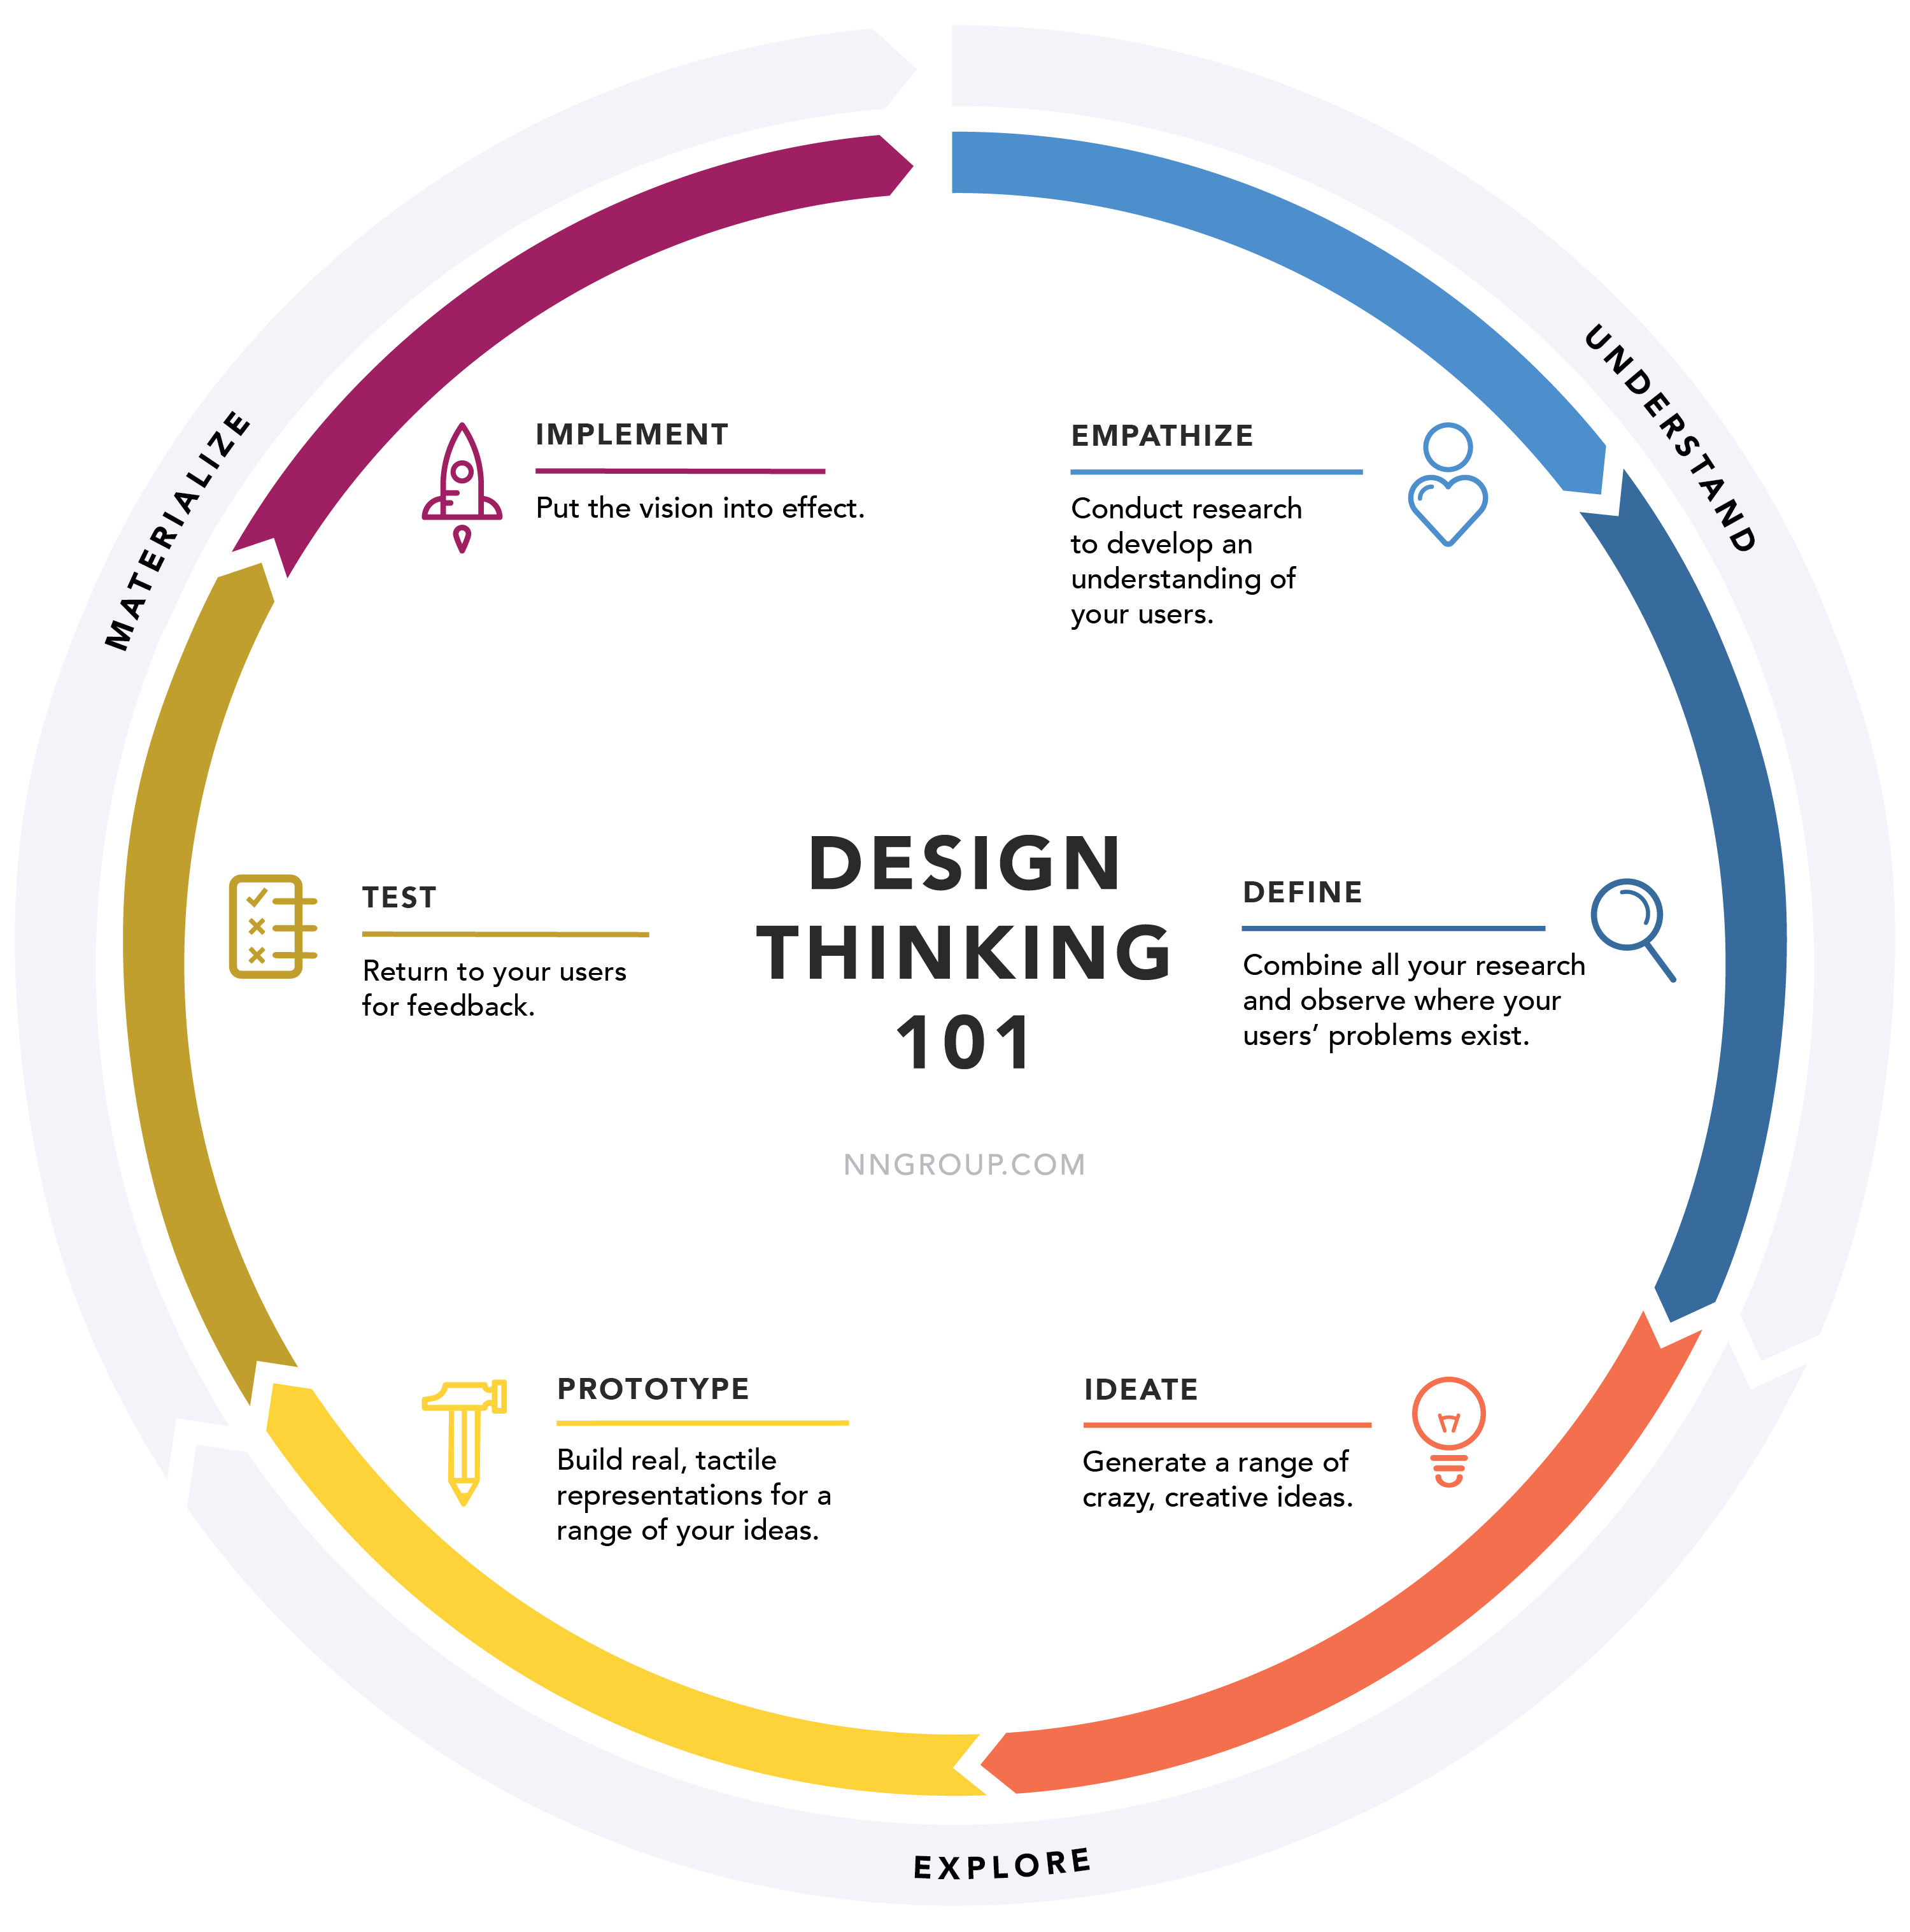 DESIGN
THINKING
101
NNGROUP.COM
UNDERSTAND
EMPATHIZE
Conduct research
to develop an
understanding of
your users.
DEFINE
Combine all your research
and observe where your
users’ problems exist.
EXPLORE
IDEATE
Generate a range of
crazy, creative ideas.
PROTOTYPE
Build real, tactile
representations for a
range of your ideas.
MATERIALIZE
TEST
Return to your users
for feedback.
IMPLEMENT
Put the vision into effect.